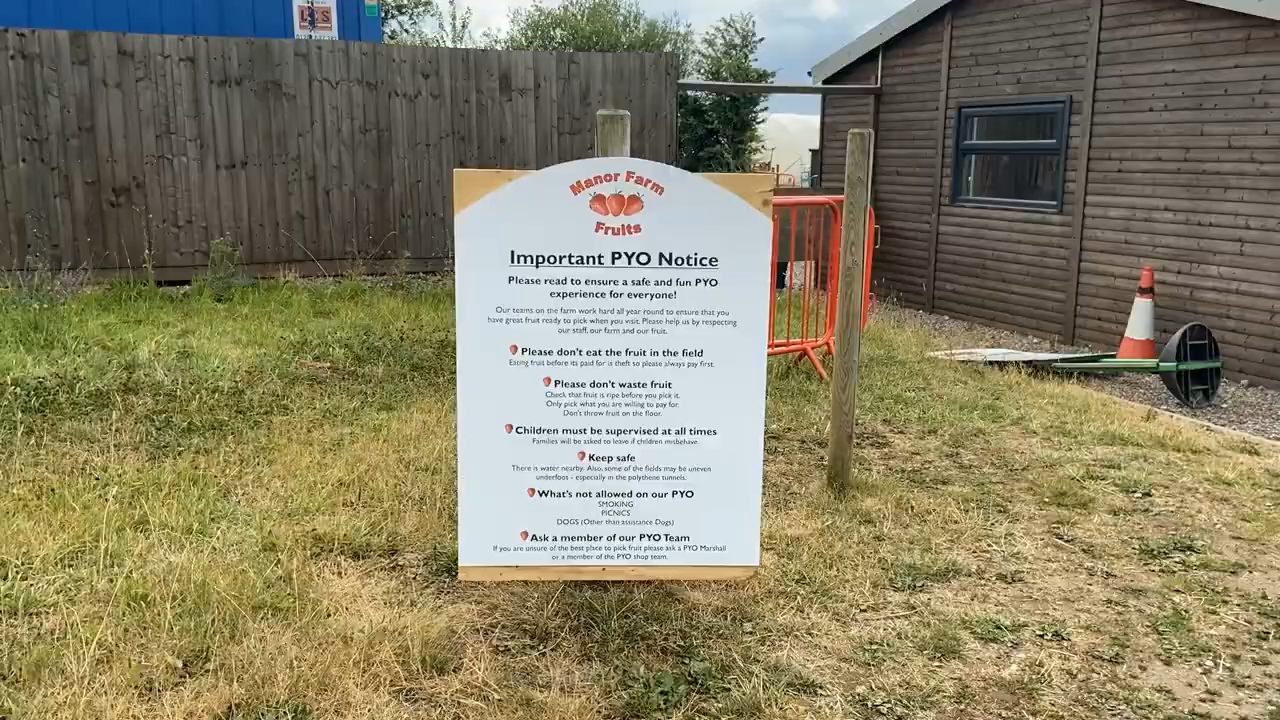 Manor Farm
Fruits
Important PYO Notice
Please read to ensure a safe and fun PYO
experience for everyone!
Our teams on the farm work hard all year round to ensure that you
have great fruit ready to pick when you visit. Please help us by respecting
our staff, our farm and our fruit.
Please don't eat the fruit in the field
Eating fruit before its paid for is theft so please always pay first.
Please don't waste fruit
Check that fruit is ripe before you pick it.
Only pick what you are willing to pay for.
Don't throw fruit on the floor.
Children must be supervised at all times
Families will be asked to leave if children misbehave.
Keep safe
There is water nearby. Also, some of the fields may be uneven
underfoot - especially in the polythene tunnels.
What's not allowed on our PYO
SMOKING
PICNICS
DOGS (Other than assistance Dogs)
Ask a member of our PYO Team
If you are unsure of the best place to pick fruit please ask a PYO Marshall
or a member of the PYO shop team.